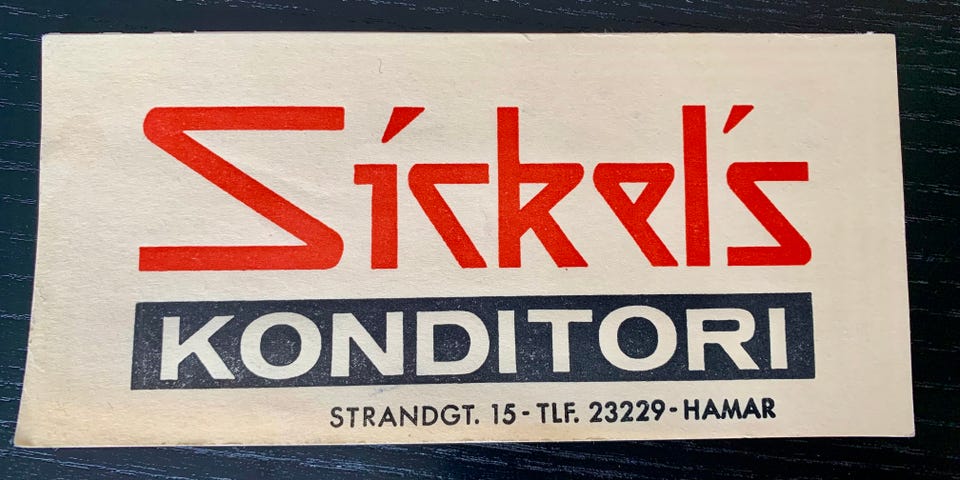 Sickel's
KONDITORI
STRANDGT. 15 - TLF. 23229 - HAMAR